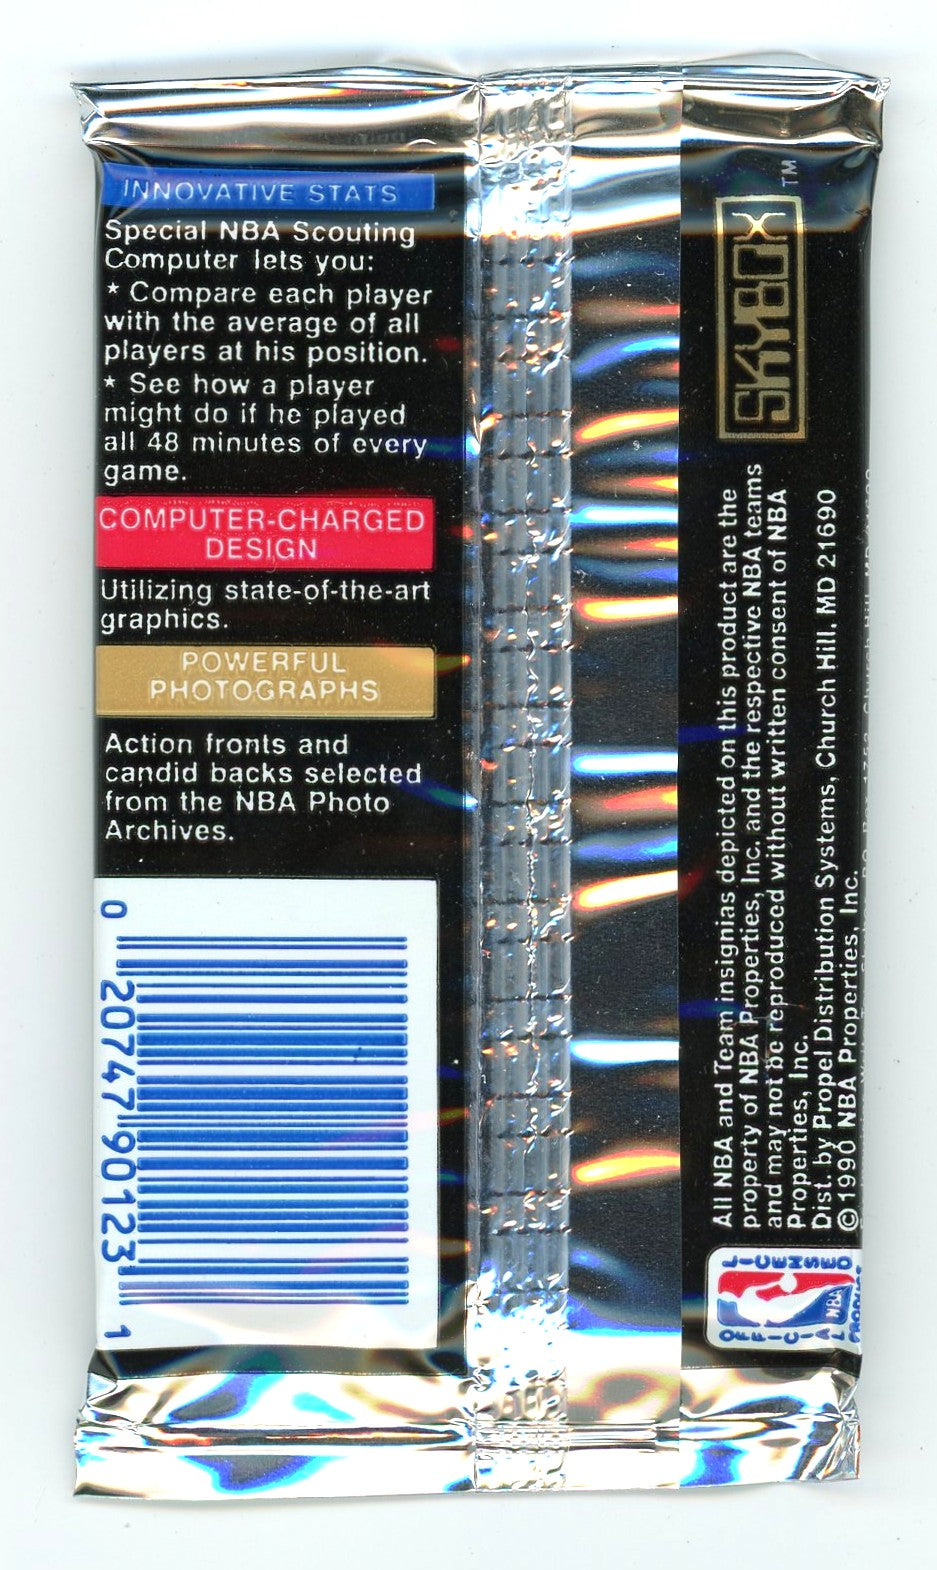 INNOVATIVE STATS
Special NBA Scouting
Computer lets you:
* Compare each player
with the average of all
players at his position.
* See how a player
might do if he played
all 48 minutes of every
game.
COMPUTER-CHARGED
DESIGN
Utilizing state-of-the-art
graphics.
POWERFUL
PHOTOGRAPHS
Action fronts and
candid backs selected
from the NBA Photo
Archives.
0 20747 90123 1
SKYBOX™
All NBA and Team insignias depicted on this product are the
property of NBA Properties, Inc. and the respective NBA teams
and may not be reproduced without written consent of NBA
Properties, Inc.
Dist. by Propel Distribution Systems, Church Hill, MD 21690
©1990 NBA Properties, Inc.
OFFICIAL
NBA
LICENSED
PRODUCT